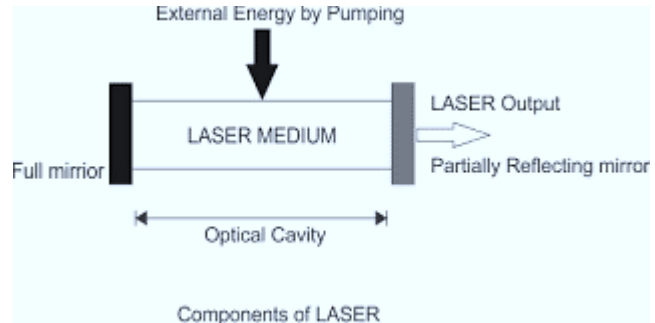 External Energy by Pumping
LASER Output
LASER MEDIUM
Full mirrior
Partially Reflecting mirror
Optical Cavity
Components of LASER